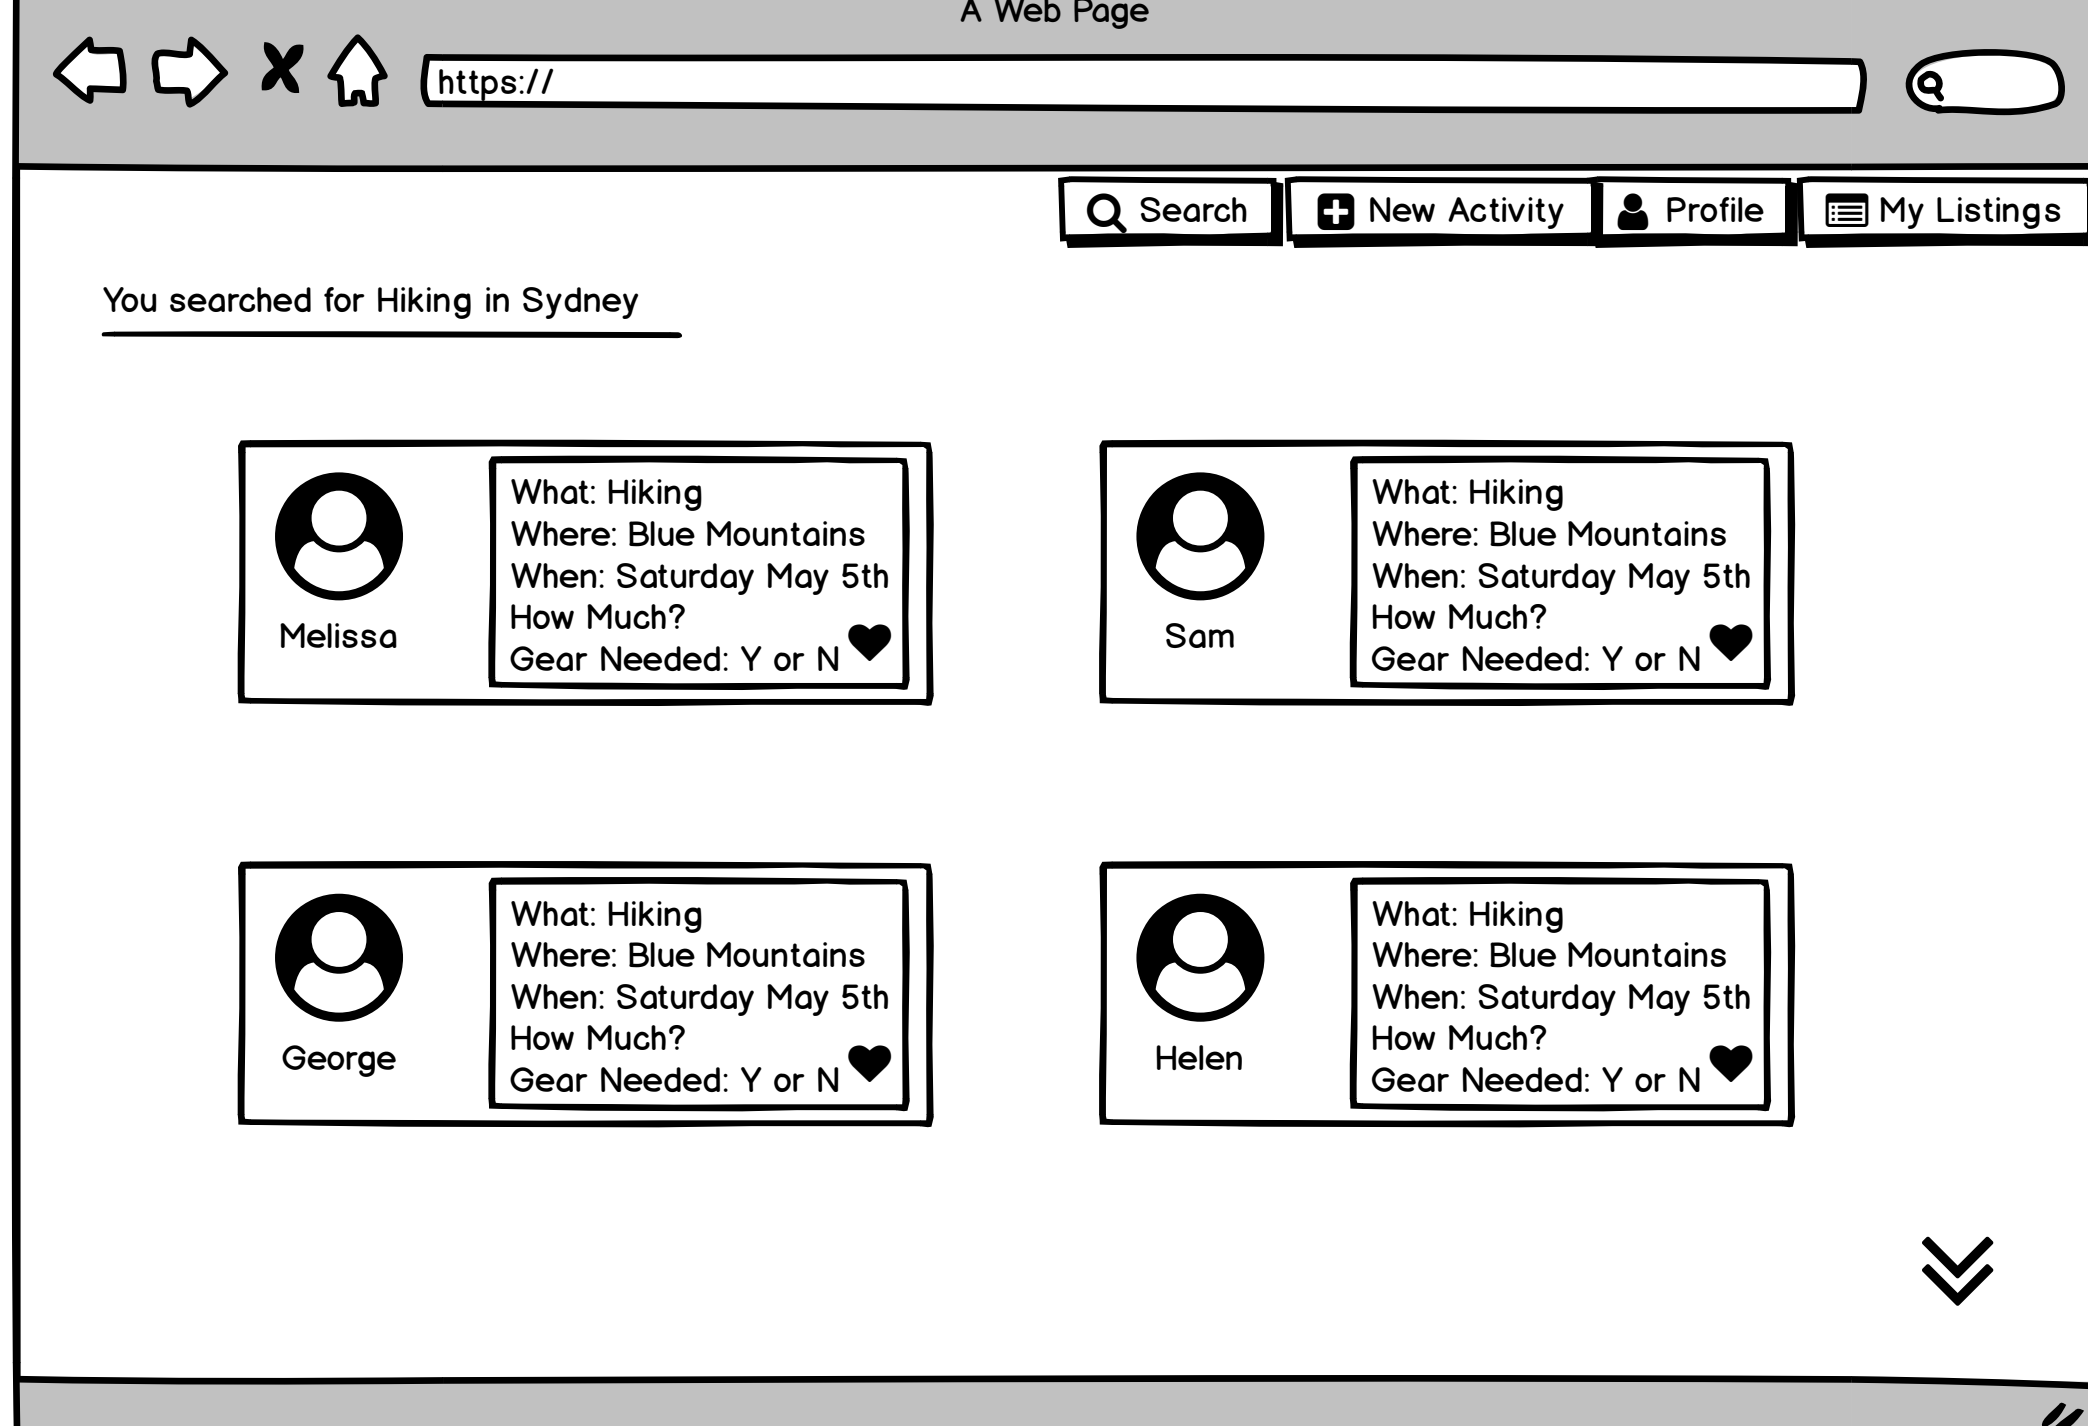 A Web Page
https://
Search
New Activity
Profile
My Listings
You searched for Hiking in Sydney
Melissa
What: Hiking
Where: Blue Mountains
When: Saturday May 5th
How Much?
Gear Needed: Y or N
Sam
What: Hiking
Where: Blue Mountains
When: Saturday May 5th
How Much?
Gear Needed: Y or N
George
What: Hiking
Where: Blue Mountains
When: Saturday May 5th
How Much?
Gear Needed: Y or N
Helen
What: Hiking
Where: Blue Mountains
When: Saturday May 5th
How Much?
Gear Needed: Y or N